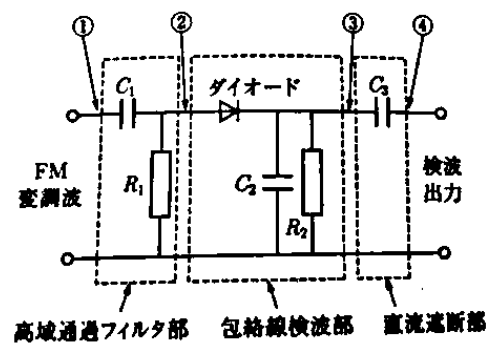 ① ② ③ ④
C₁ ダイオード C₃
FM
変調波
R₁
C₂
R₂
検波
出力
高域通過フィルタ部 包絡線検波部 直流遮断部